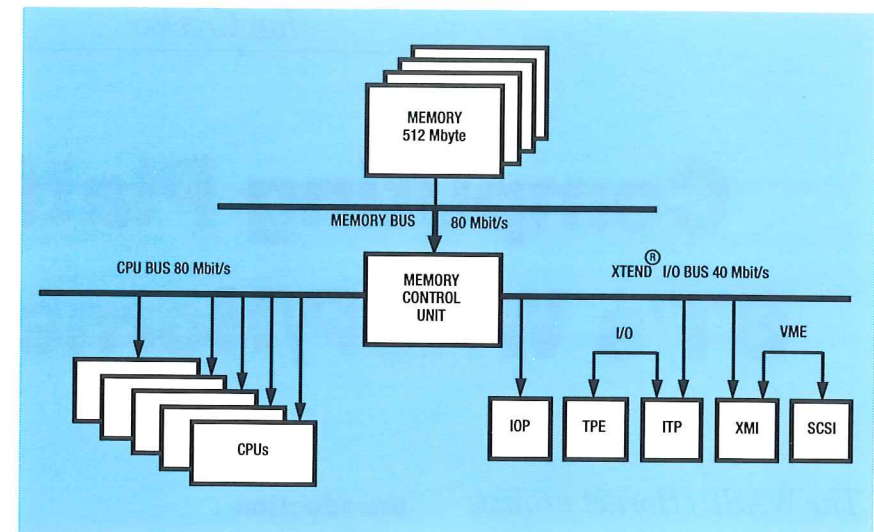 MEMORY
512 Mbyte
MEMORY BUS 80 Mbit/s
CPU BUS 80 Mbit/s
MEMORY
CONTROL
UNIT
XTEND® I/O BUS 40 Mbit/s
I/O VME
IOP TPE ITP XMI SCSI
CPUs